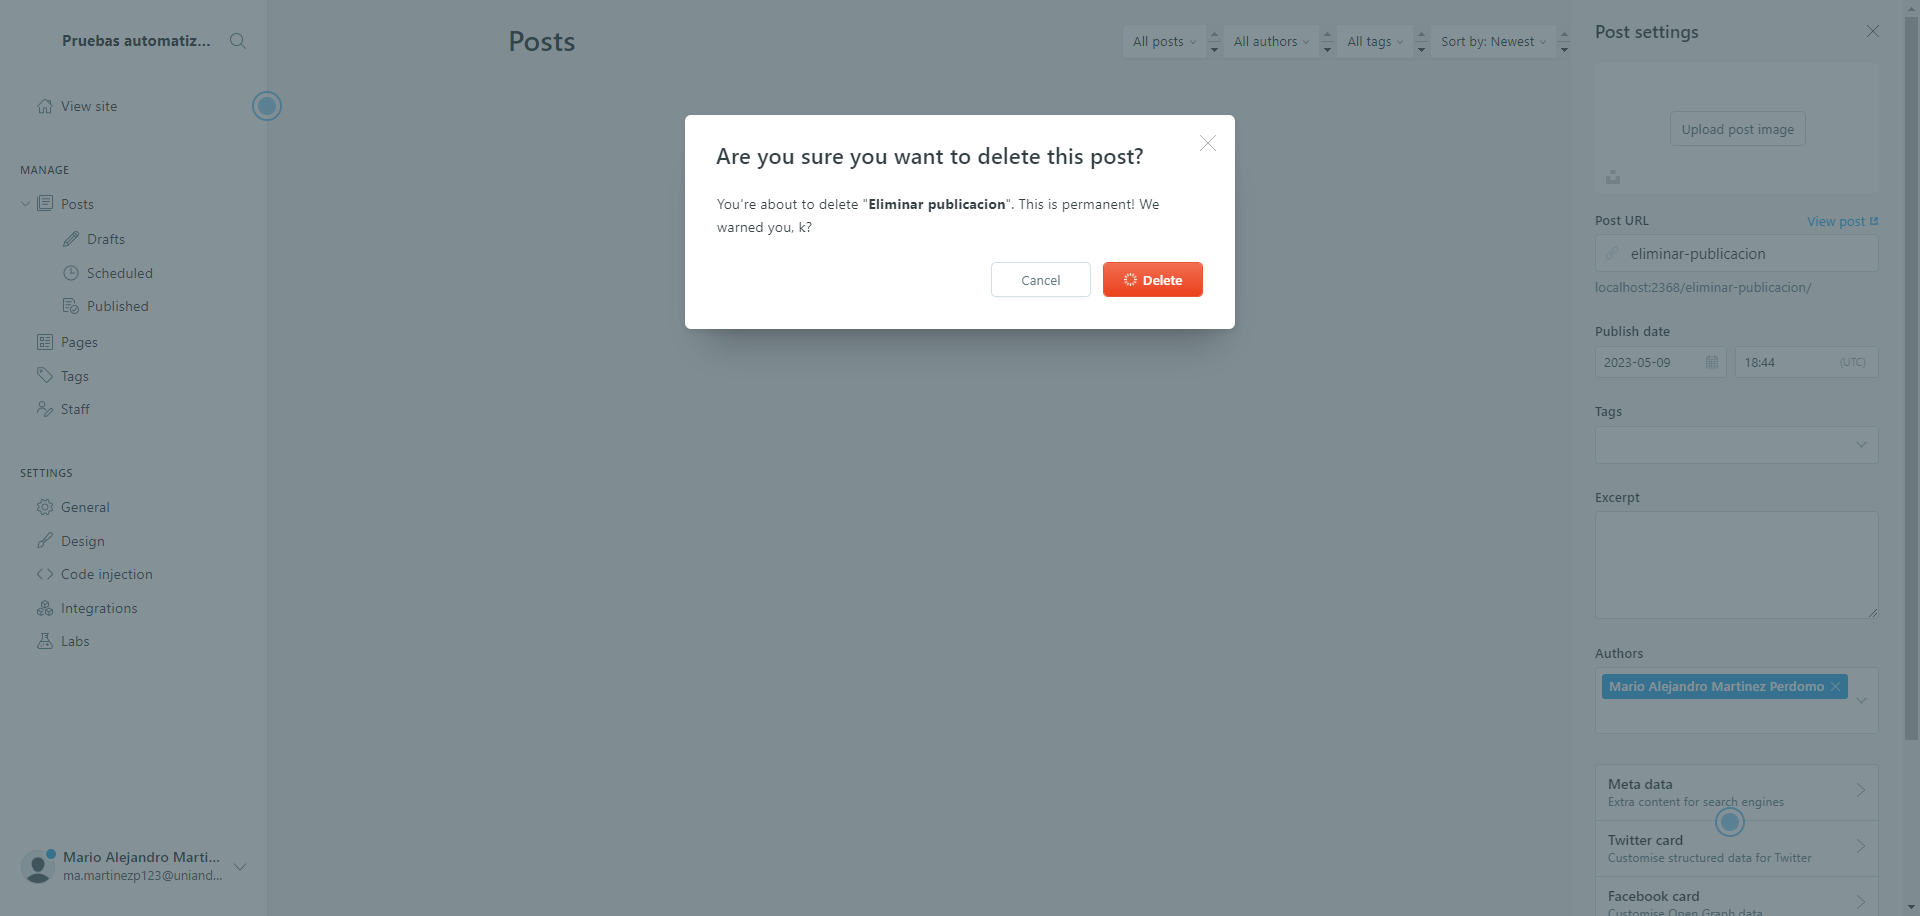 Pruebas automatiz...
View site
MANAGE
Posts
Drafts
Scheduled
Published
Pages
Tags
Staff
SETTINGS
General
Design
Code injection
Integrations
Labs
Mario Alejandro Marti...
ma.martinezp123@uniand...
Posts
All posts
All authors
All tags
Sort by: Newest
Are you sure you want to delete this post?
You're about to delete "Eliminar publicacion". This is permanent! We
warned you, k?
Cancel
Delete
Post settings
Upload post image
Post URL
View post
eliminar-publicacion
localhost:2368/eliminar-publicacion/
Publish date
2023-05-09
18:44
(UTC)
Tags
Excerpt
Authors
Mario Alejandro Martinez Perdomo
Meta data
Extra content for search engines
Twitter card
Customise structured data for Twitter
Facebook card
Customise Open Graph data